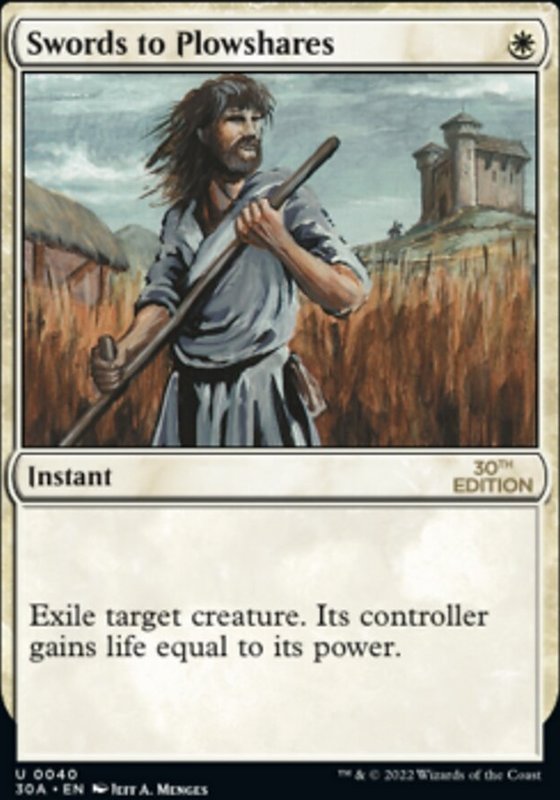 Swords to Plowshares
Instant
30TH
EDITION
Exile target creature. Its controller
gains life equal to its power.
U 0040
30A • EN Jeff A. Menges
™ & © 2022 Wizards of the Coast